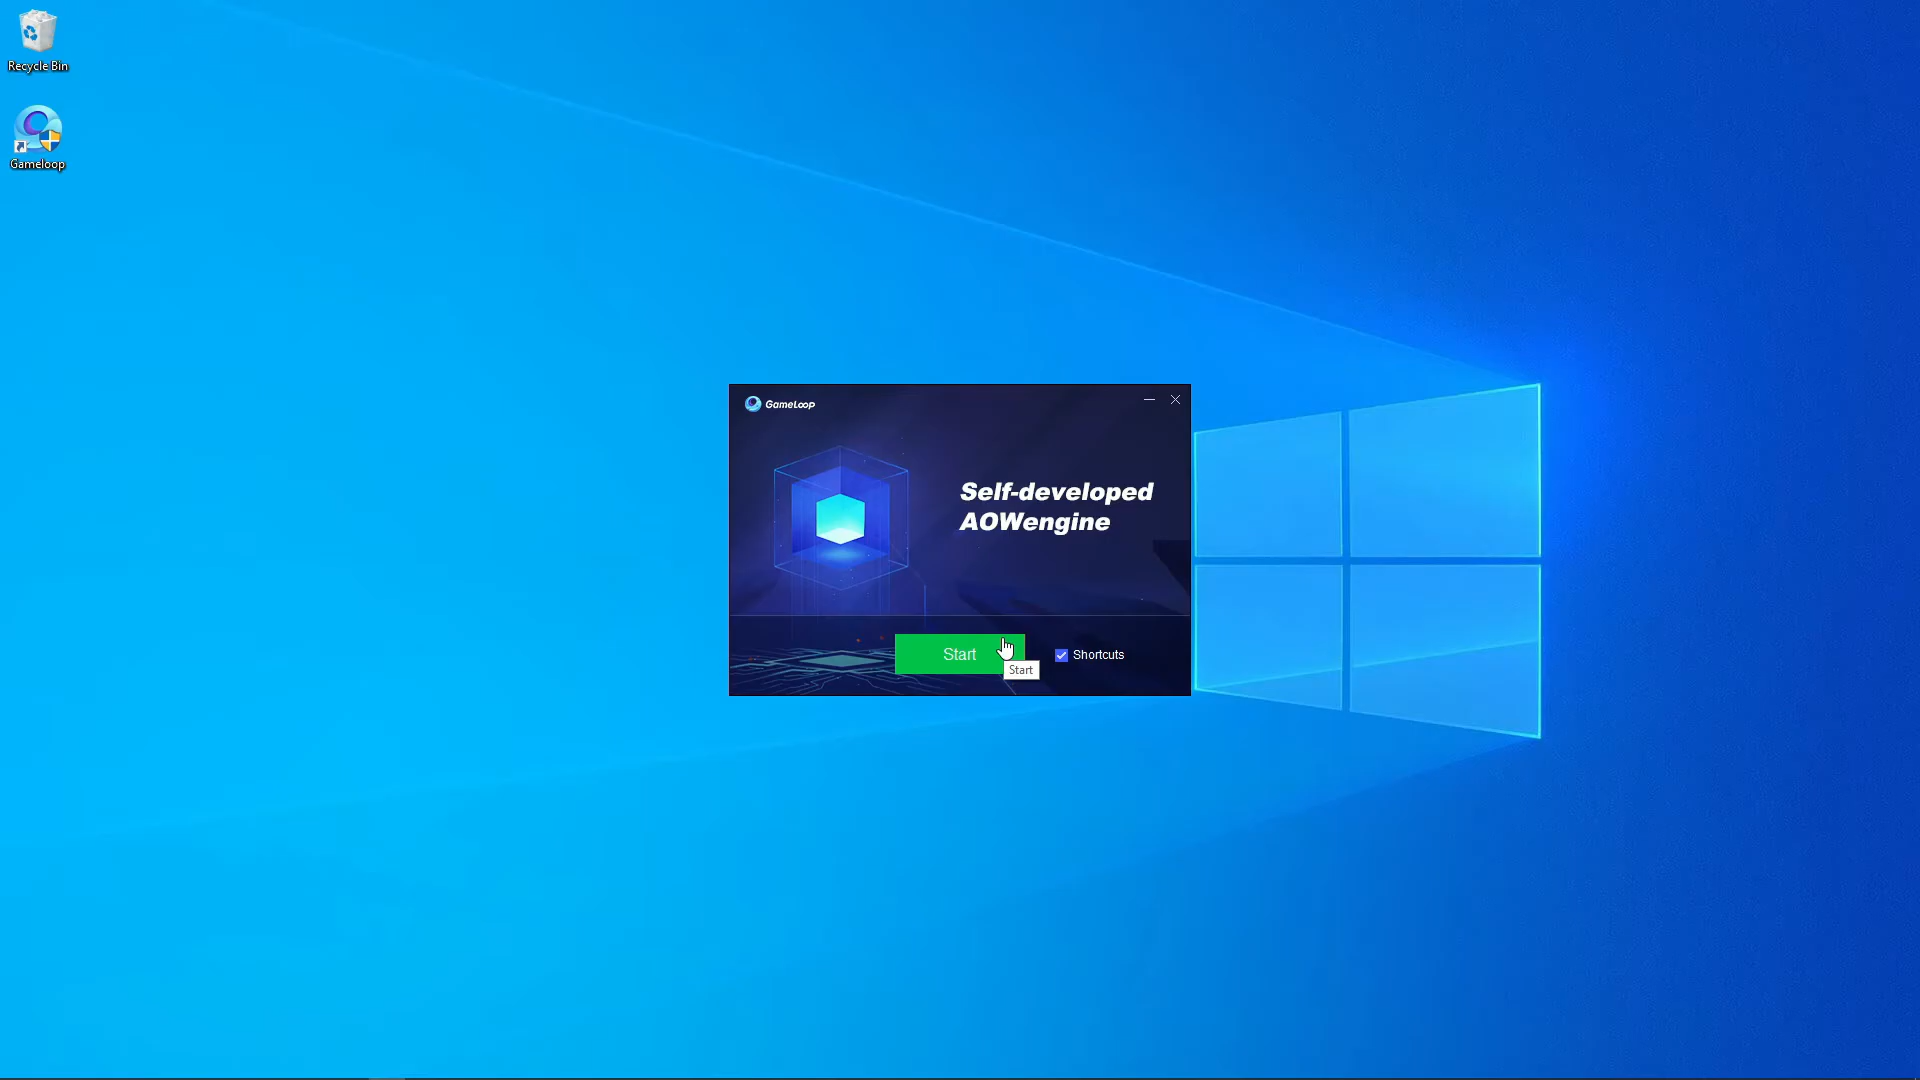 Recycle Bin
Gameloop
GameLoop
Self-developed
AOWengine
Start
Shortcuts
Start